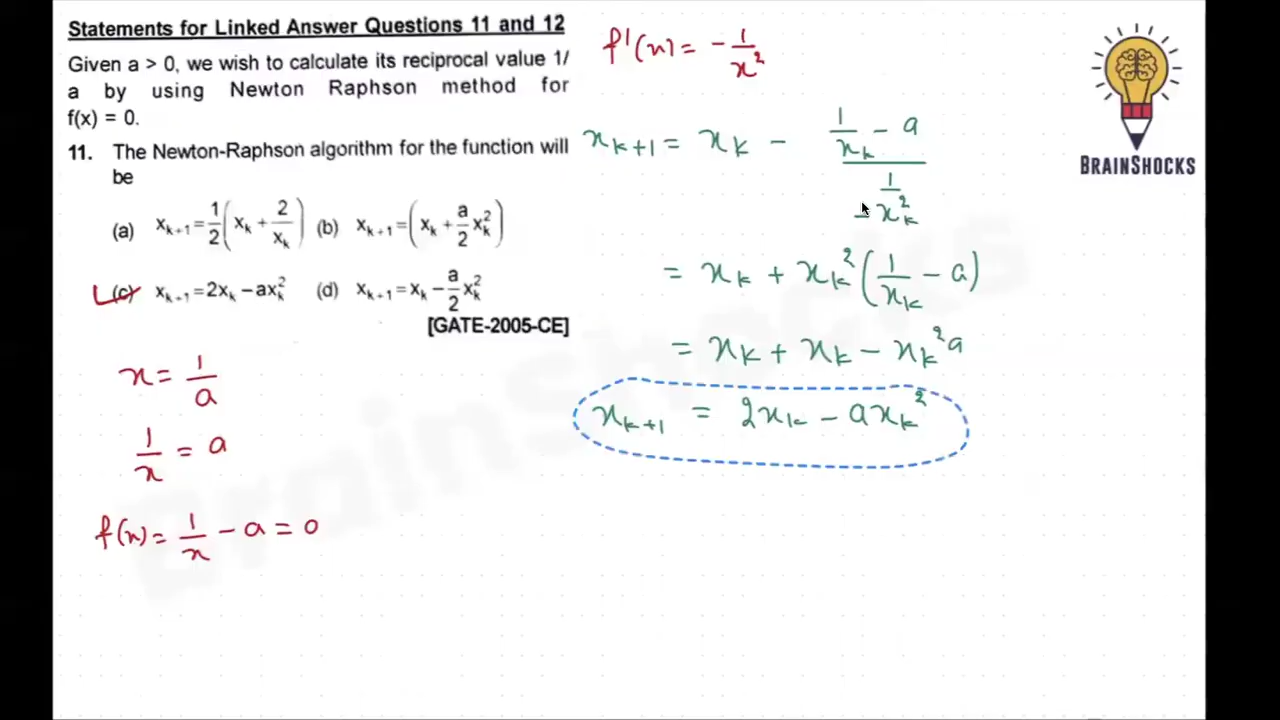 Statements for Linked Answer Questions 11 and 12
Given a > 0, we wish to calculate its reciprocal value 1/
a by using Newton Raphson method for
f(x) = 0.
11. The Newton-Raphson algorithm for the function will
be
(a) xₖ₊₁ = 1/2 (xₖ + 2/xₖ) (b) xₖ₊₁ = (xₖ + a/2 xₖ²)
(c) xₖ₊₁ = 2xₖ – axₖ² (d) xₖ₊₁ = xₖ – a/2 xₖ²
[GATE-2005-CE]
x = 1/a
1/x = a
f(x) = 1/x - a = 0
f'(x) = - 1/x²
xₖ₊₁ = xₖ - (1/xₖ - a)/(- 1/xₖ²)
= xₖ + xₖ² (1/xₖ - a)
= xₖ + xₖ - xₖ² a
xₖ₊₁ = 2xₖ - axₖ²
BRAINSHOCKS
BrainShocks